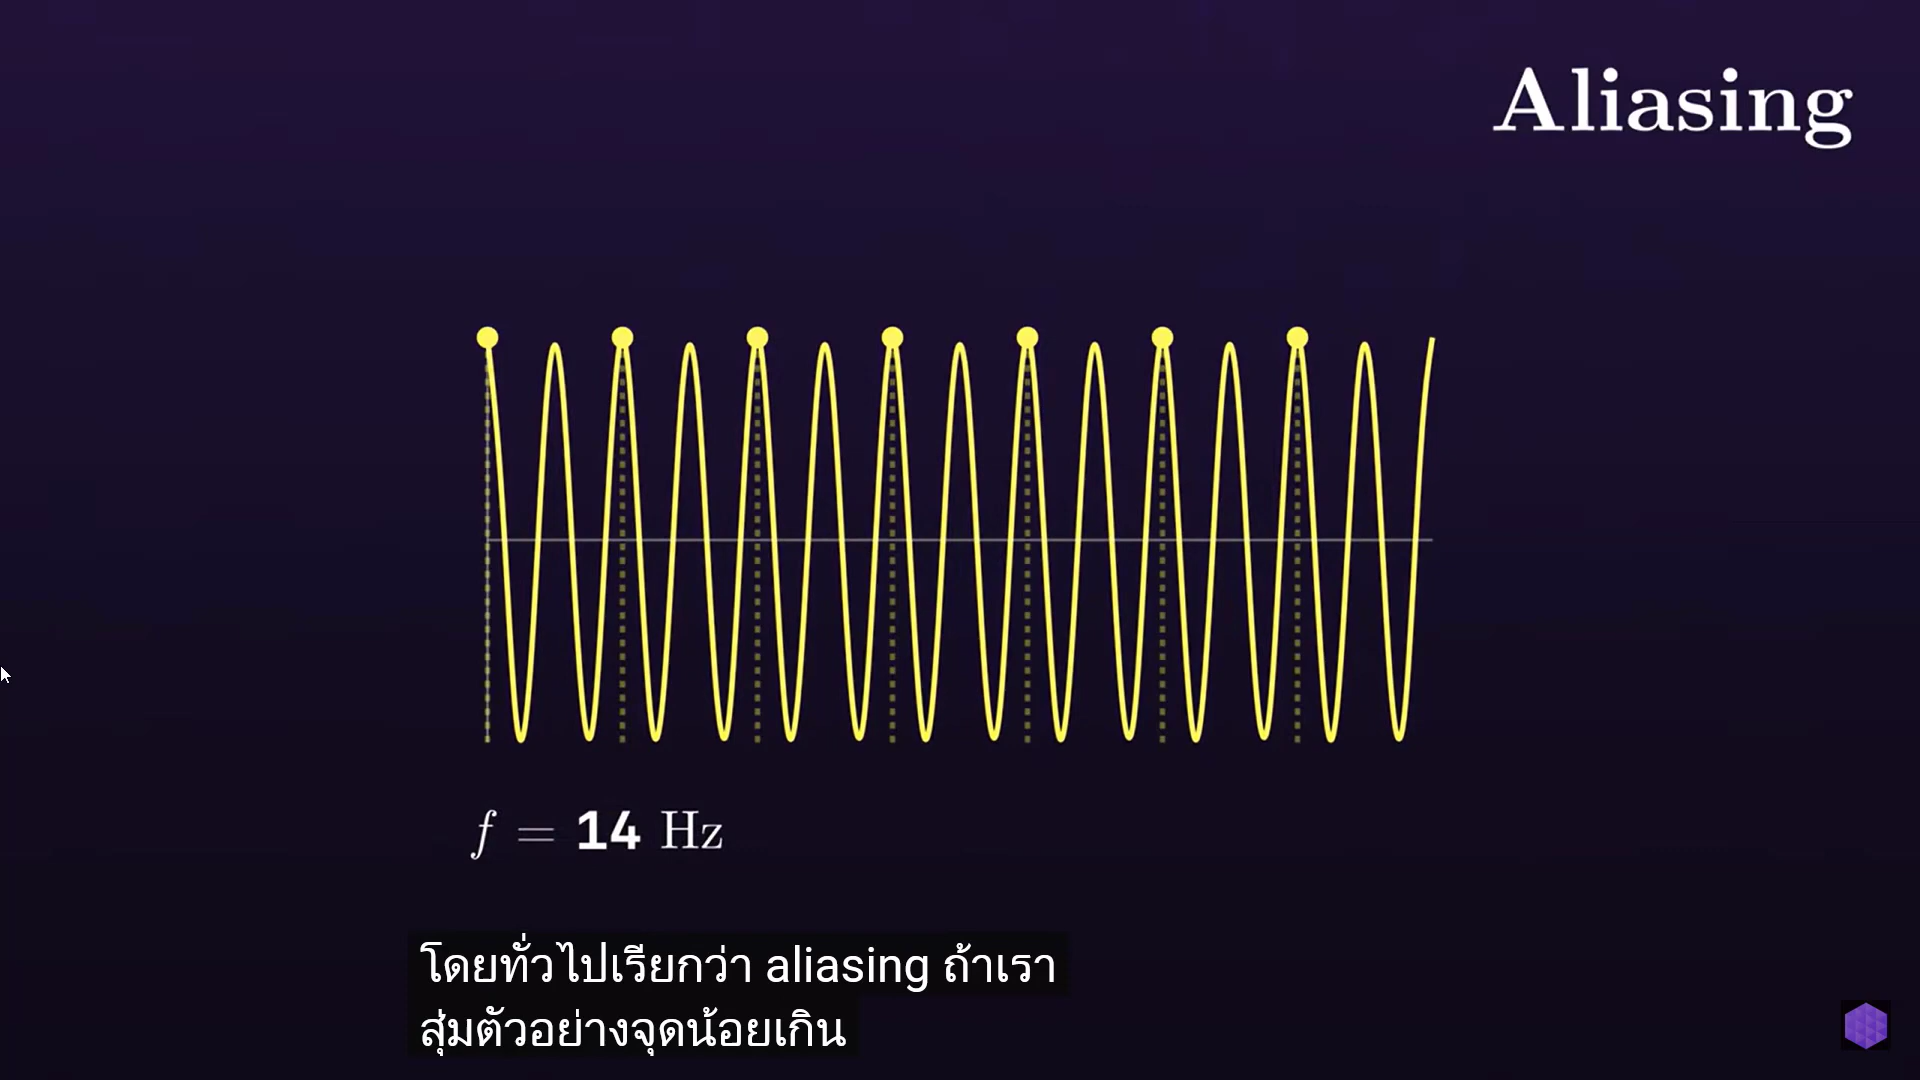 Aliasing
f = 14 Hz
โดยทั่วไปเรียกว่า aliasing ถ้าเรา
สุ่มตัวอย่างจุดน้อยเกิน